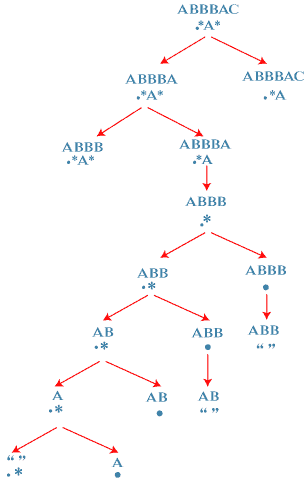 ABBBAC
.*A*
ABBBA
.*A*
ABBBAC
.*A
ABBB
.*A*
ABBBA
.*A
ABBB
.*
ABB
.*
ABBB
.
AB
.*
ABB
.
ABB
“ ”
A
.*
AB
.
AB
“ ”
“ ”
.*
A
.